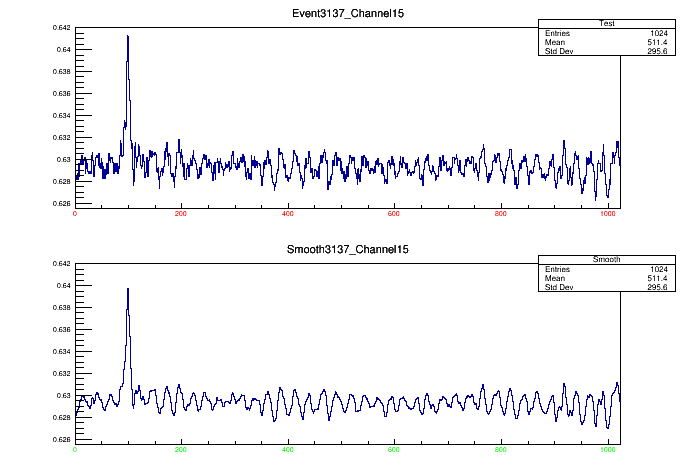 Event3137_Channel15
Test
Entries 1024
Mean 511.4
Std Dev 295.6
0.642
0.64
0.638
0.636
0.634
0.632
0.63
0.628
0.626
0 200 400 600 800 1000
Smooth3137_Channel15
Smooth
Entries 1024
Mean 511.4
Std Dev 295.6
0.642
0.64
0.638
0.636
0.634
0.632
0.63
0.628
0.626
0 200 400 600 800 1000